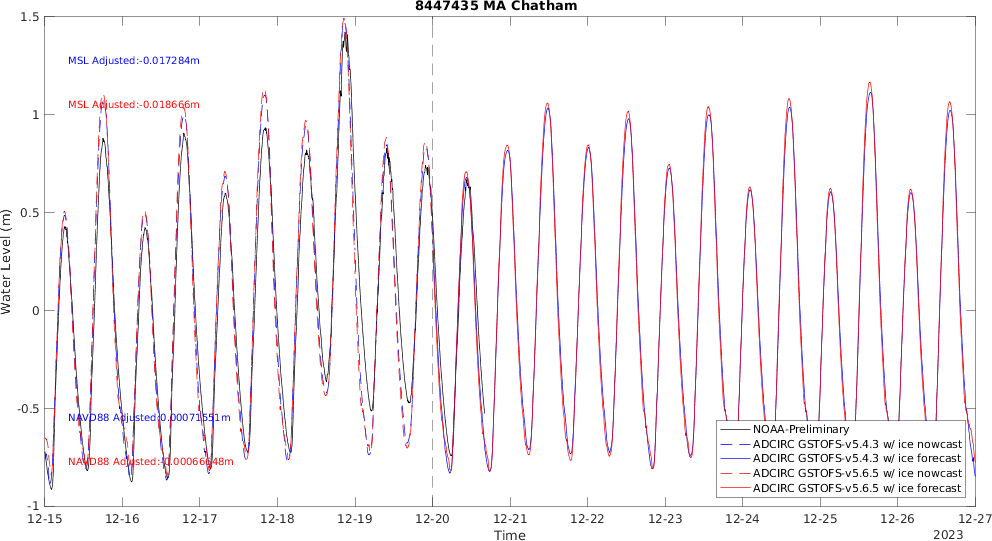 8447435 MA Chatham
1.5
1
0.5
0
-0.5
-1
Water Level (m)
MSL Adjusted:-0.017284m
MSL Adjusted:-0.018666m
NAVD88 Adjusted:0.00071551m
NAVD88 Adjusted:-0.00066648m
NOAA-Preliminary
ADCIRC GSTOFS-v5.4.3 w/ ice nowcast
ADCIRC GSTOFS-v5.4.3 w/ ice forecast
ADCIRC GSTOFS-v5.6.5 w/ ice nowcast
ADCIRC GSTOFS-v5.6.5 w/ ice forecast
12-15 12-16 12-17 12-18 12-19 12-20 12-21 12-22 12-23 12-24 12-25 12-26 12-27
Time
2023